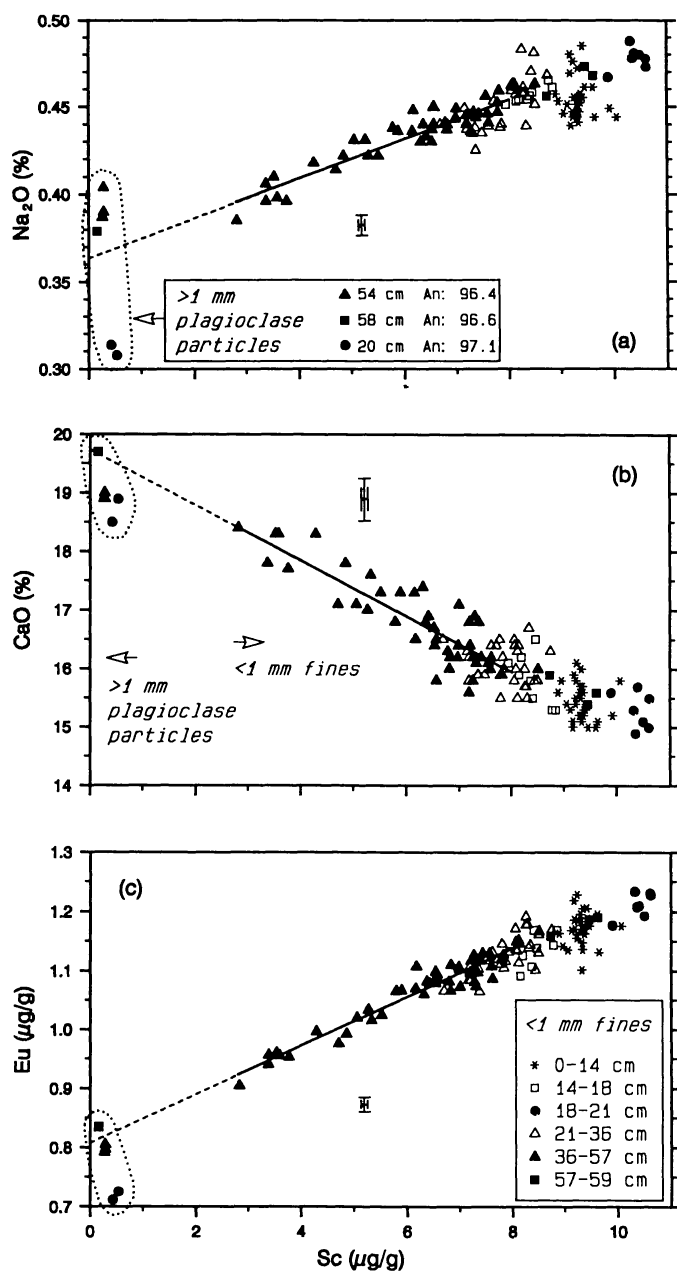 0.50
(a)
0.45
Na₂O (%)
0.40
0.35
>1 mm ▲ 54 cm An: 96.4
plagioclase ■ 58 cm An: 96.6
particles ● 20 cm An: 97.1
0.30
20
(b)
19
18
CaO (%)
17
<1 mm fines
16
>1 mm
plagioclase
particles
15
14
1.3
(c)
1.2
1.1
Eu (µg/g)
1.0
0.9
0.8
0.7
<1 mm fines
✳ 0-14 cm
□ 14-18 cm
● 18-21 cm
△ 21-36 cm
▲ 36-57 cm
■ 57-59 cm
0 2 4 6 8 10
Sc (µg/g)